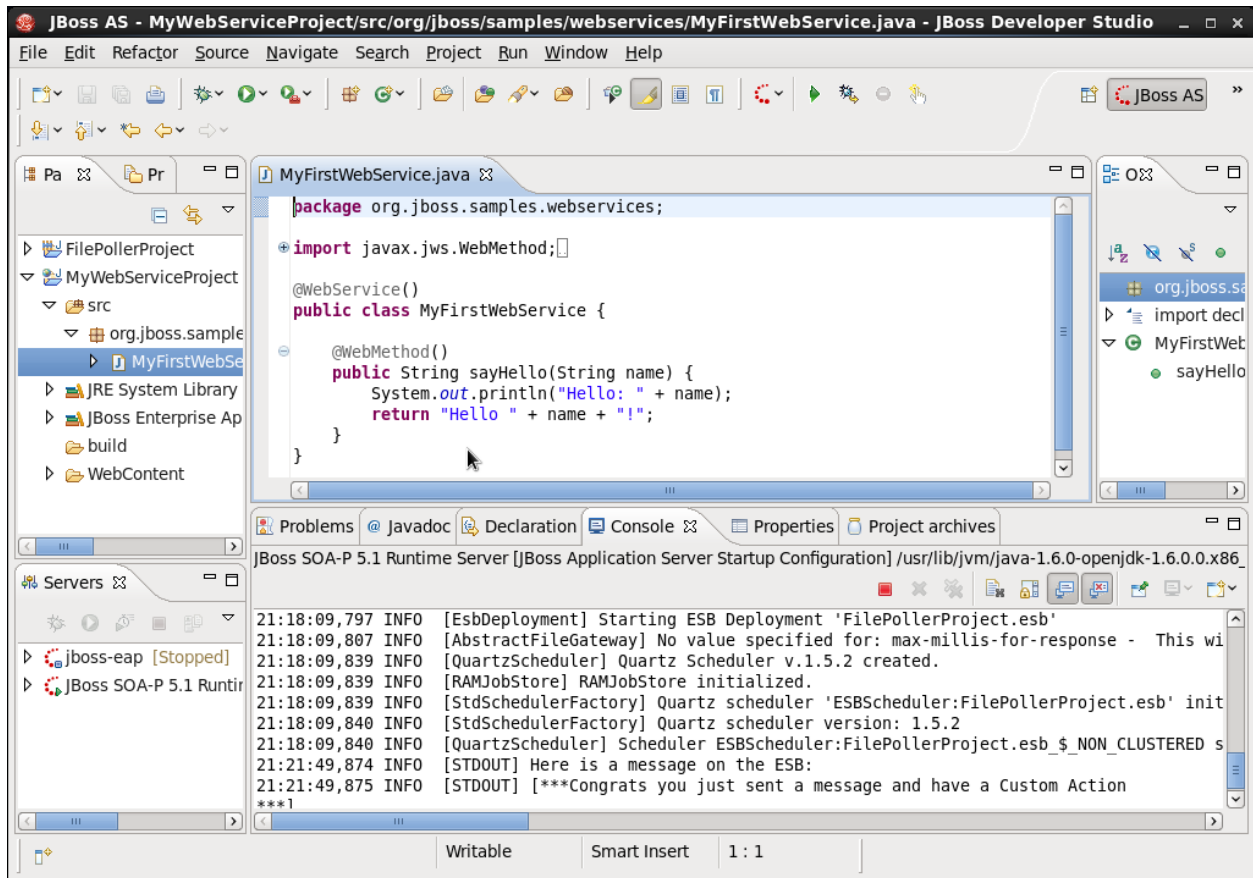 JBoss AS - MyWebServiceProject/src/org/jboss/samples/webservices/MyFirstWebService.java - JBoss Developer Studio
File Edit Refactor Source Navigate Search Project Run Window Help
JBoss AS
Pa
Pr
FilePollerProject
MyWebServiceProject
src
org.jboss.sample
MyFirstWebSe
JRE System Library
JBoss Enterprise Ap
build
WebContent
MyFirstWebService.java
package org.jboss.samples.webservices;
import javax.jws.WebMethod;
@WebService()
public class MyFirstWebService {
@WebMethod()
public String sayHello(String name) {
System.out.println("Hello: " + name);
return "Hello " + name + "!";
}
}
O
org.jboss.sa
import decl
MyFirstWeb
sayHello
Servers
jboss-eap [Stopped]
JBoss SOA-P 5.1 Runtir
Problems @ Javadoc Declaration Console Properties Project archives
JBoss SOA-P 5.1 Runtime Server [JBoss Application Server Startup Configuration] /usr/lib/jvm/java-1.6.0-openjdk-1.6.0.0.x86_
21:18:09,797 INFO [EsbDeployment] Starting ESB Deployment 'FilePollerProject.esb'
21:18:09,807 INFO [AbstractFileGateway] No value specified for: max-millis-for-response - This wi
21:18:09,839 INFO [QuartzScheduler] Quartz Scheduler v.1.5.2 created.
21:18:09,839 INFO [RAMJobStore] RAMJobStore initialized.
21:18:09,839 INFO [StdSchedulerFactory] Quartz scheduler 'ESBScheduler:FilePollerProject.esb' init
21:18:09,840 INFO [StdSchedulerFactory] Quartz scheduler version: 1.5.2
21:18:09,840 INFO [QuartzScheduler] Scheduler ESBScheduler:FilePollerProject.esb_$_NON_CLUSTERED s
21:21:49,874 INFO [STDOUT] Here is a message on the ESB:
21:21:49,875 INFO [STDOUT] [***Congrats you just sent a message and have a Custom Action
***]
Writable
Smart Insert
1 : 1